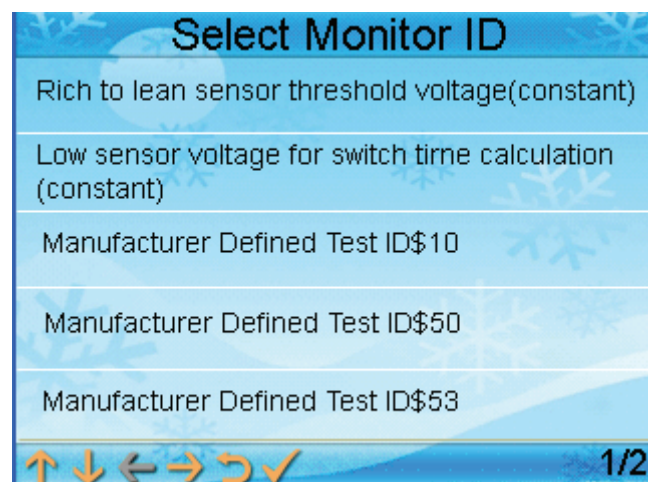 Select Monitor ID
Rich to lean sensor threshold voltage(constant)
Low sensor voltage for switch tirne calculation
(constant)
Manufacturer Defined Test ID$10
Manufacturer Defined Test ID$50
Manufacturer Defined Test ID$53
1/2